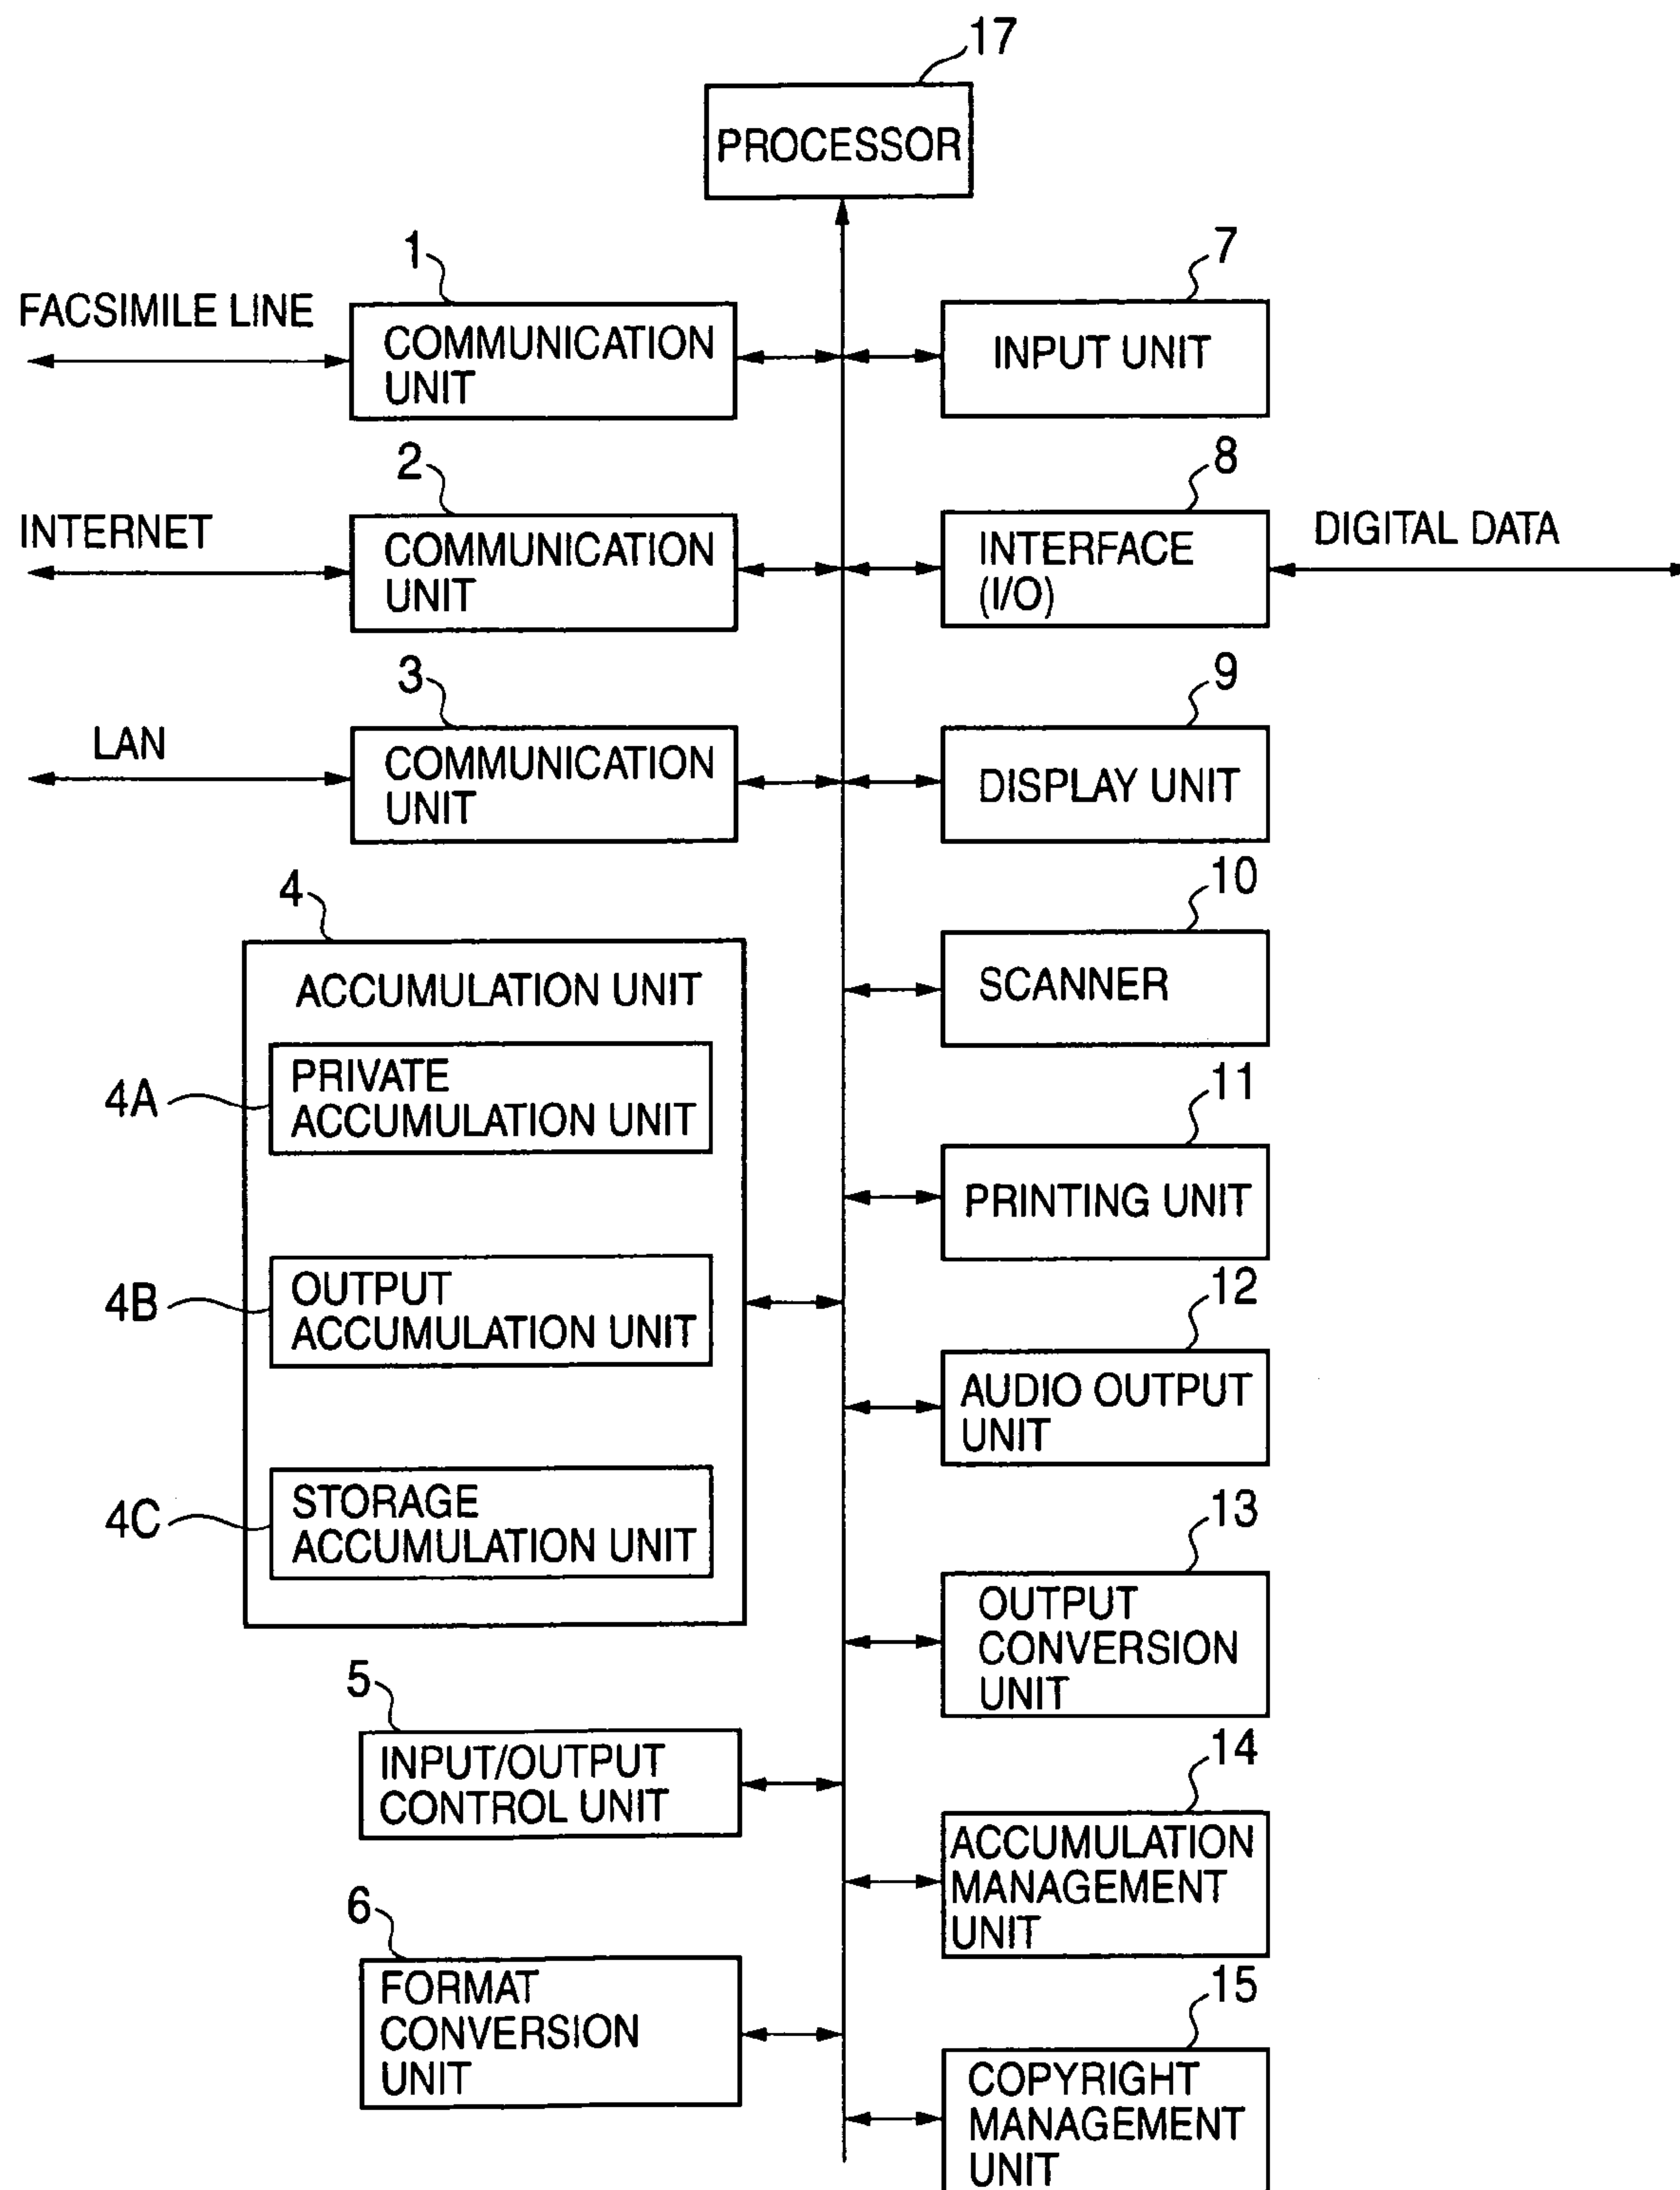 17
PROCESSOR
1
FACSIMILE LINE
COMMUNICATION
UNIT
7
INPUT UNIT
2
INTERNET
COMMUNICATION
UNIT
8
INTERFACE
(I/O)
DIGITAL DATA
3
LAN
COMMUNICATION
UNIT
9
DISPLAY UNIT
4
ACCUMULATION UNIT
4A
PRIVATE
ACCUMULATION UNIT
4B
OUTPUT
ACCUMULATION UNIT
4C
STORAGE
ACCUMULATION UNIT
10
SCANNER
11
PRINTING UNIT
12
AUDIO OUTPUT
UNIT
13
OUTPUT
CONVERSION
UNIT
5
INPUT/OUTPUT
CONTROL UNIT
14
ACCUMULATION
MANAGEMENT
UNIT
6
FORMAT
CONVERSION
UNIT
15
COPYRIGHT
MANAGEMENT
UNIT